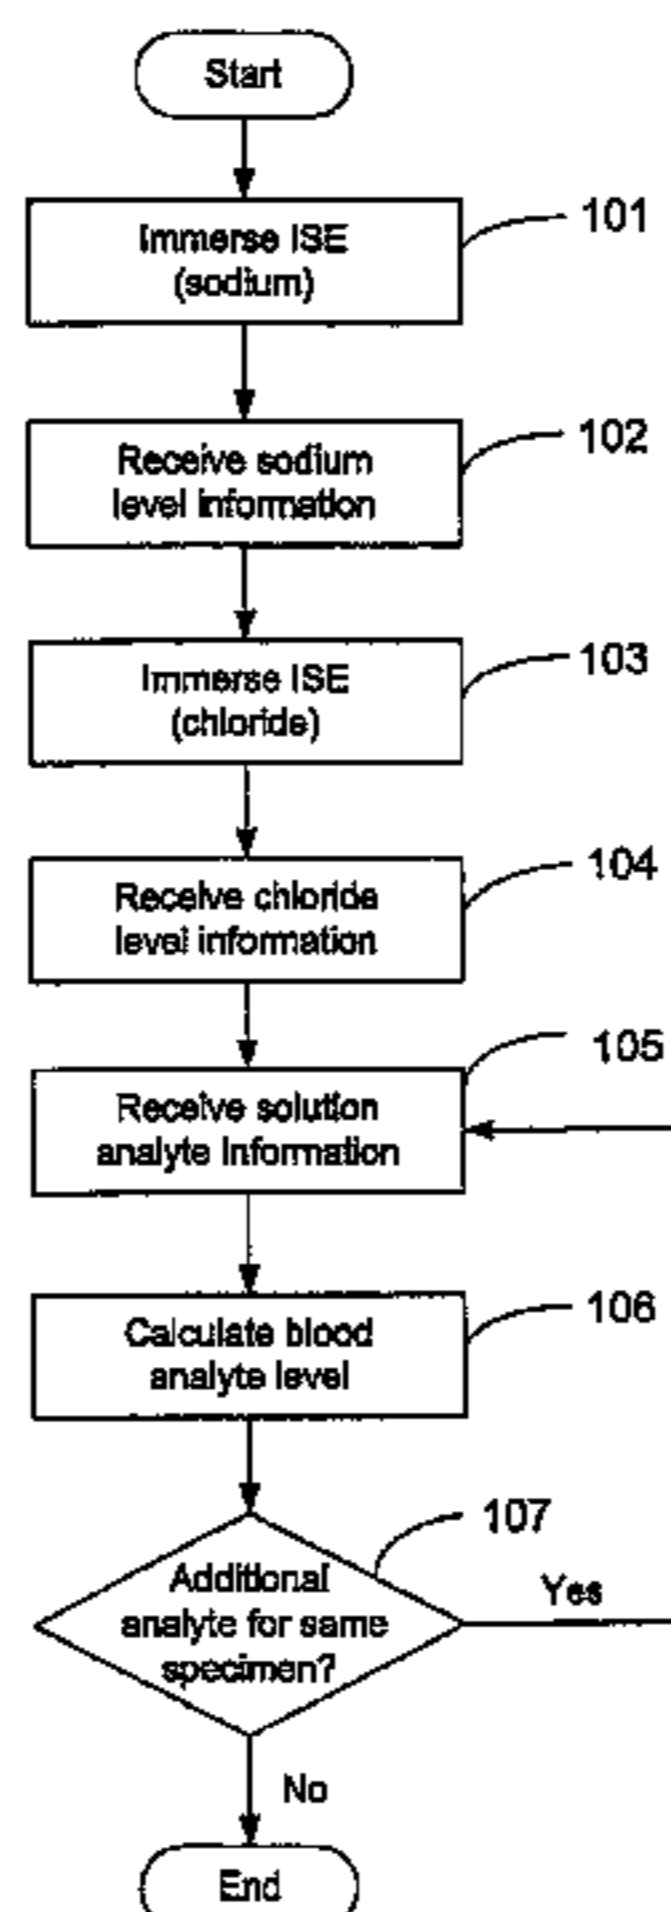 Start
Immerse ISE
(sodium)
101
Receive sodium
level information
102
Immerse ISE
(chloride)
103
Receive chloride
level information
104
Receive solution
analyte information
105
Calculate blood
analyte level
106
Additional
analyte for same
specimen?
107
Yes
No
End